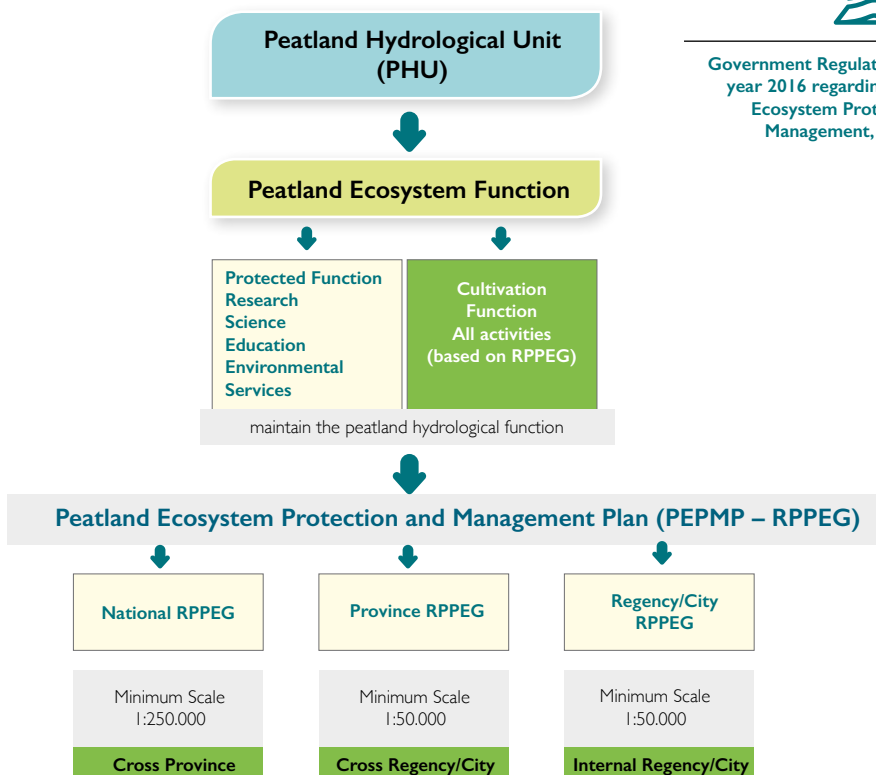 Peatland Hydrological Unit
(PHU)
Government Regulat
year 2016 regardin
Ecosystem Prot
Management,
Peatland Ecosystem Function
Protected Function
Research
Science
Education
Environmental
Services
Cultivation
Function
All activities
(based on RPPEG)
maintain the peatland hydrological function
Peatland Ecosystem Protection and Management Plan (PEPMP – RPPEG)
National RPPEG
Province RPPEG
Regency/City
RPPEG
Minimum Scale
1:250.000
Minimum Scale
1:50.000
Minimum Scale
1:50.000
Cross Province
Cross Regency/City
Internal Regency/City